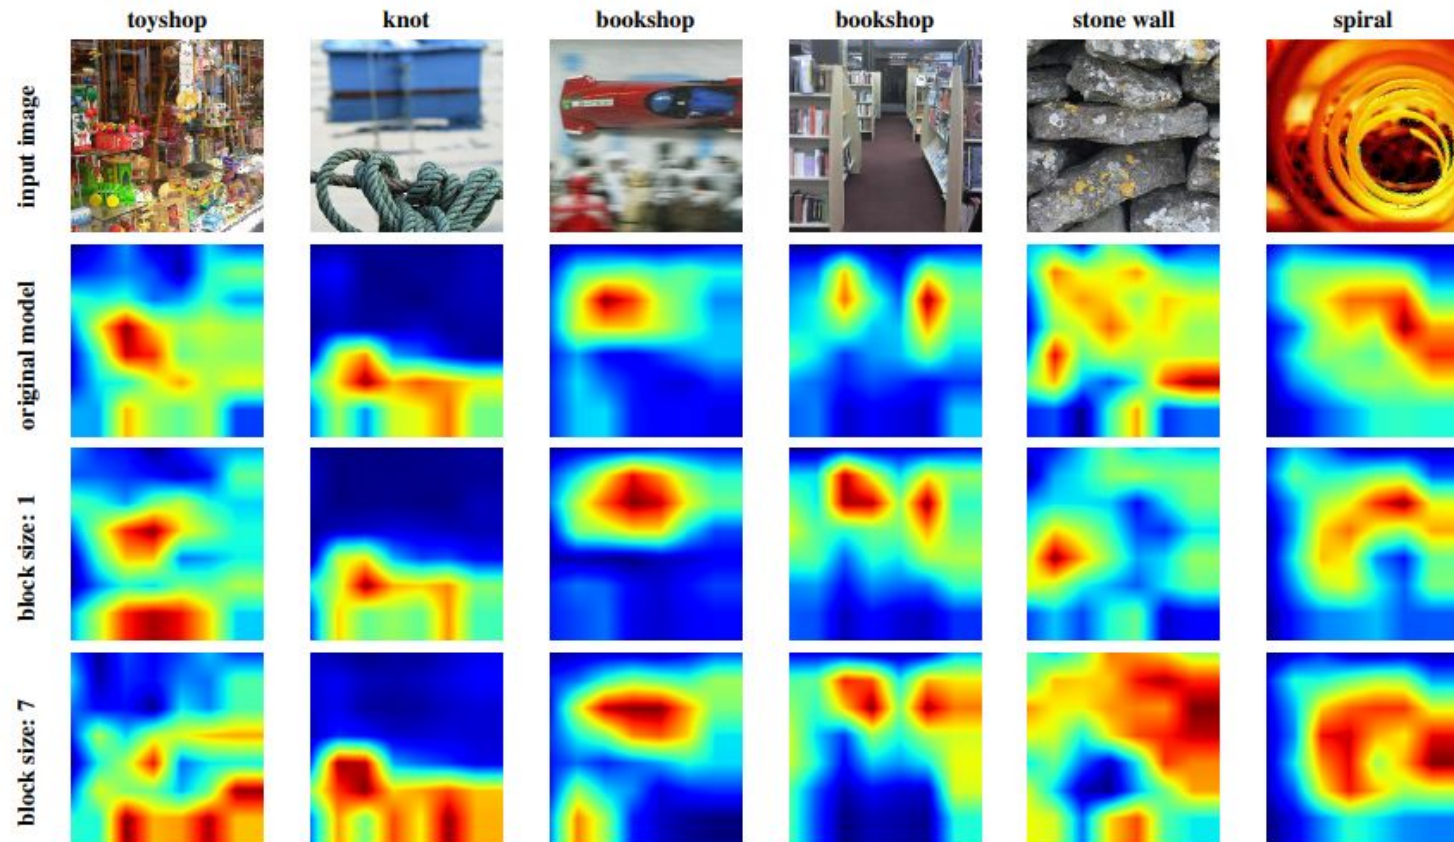 toyshop knot bookshop bookshop stone wall spiral
input image
original model
block size: 1
block size: 7